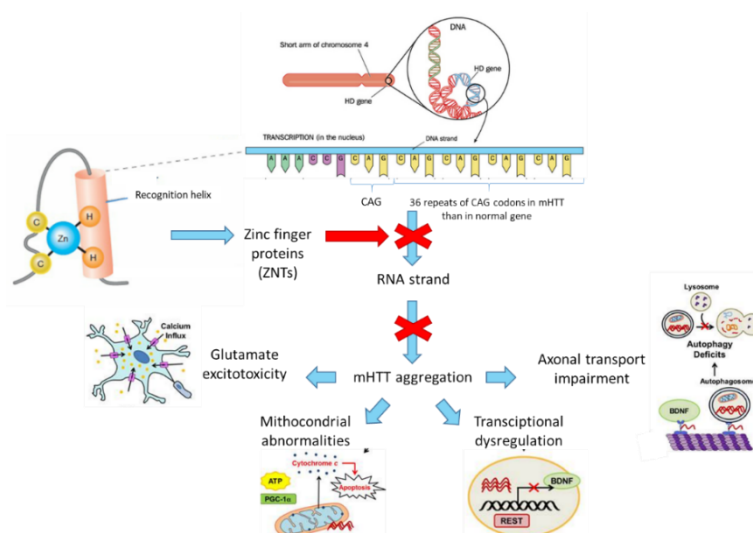 DNA
Short arm of chromosome 4
HD gene
HD gene
TRANSCRIPTION (in the nucleus)
DNA strand
A A A C C G C A G C A G C A G C A G C A G
Recognition helix
C
H
Zn
C
H
CAG
36 repeats of CAG codons in mHTT
than in normal gene
Zinc finger
proteins
(ZNTs)
RNA strand
Calcium
Influx
Glutamate
excitotoxicity
mHTT aggregation
Axonal transport
impairment
Lysosome
Autophagy
Deficits
Autophagosome
BDNF
Mithocondrial
abnormalities
Cytochrome c
ATP
Apoptosis
PGC-1α
Transciptional
dysregulation
BDNF
REST